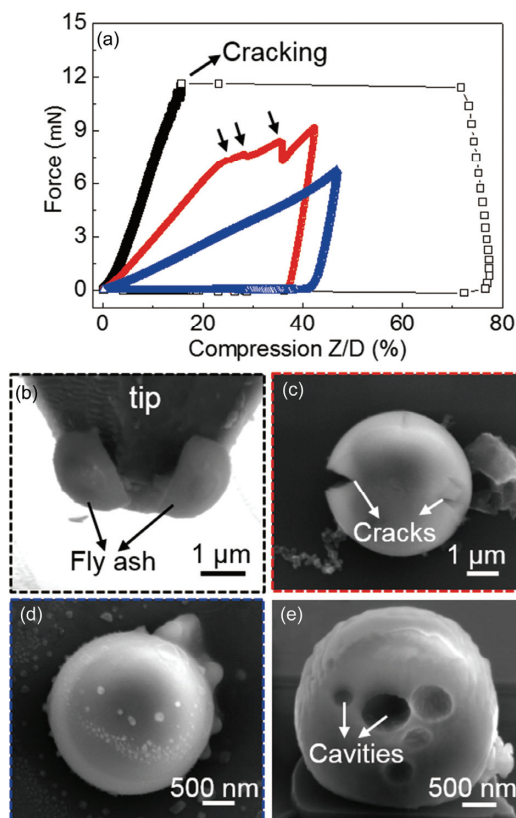 (a)
Cracking
15
12
9
6
3
0
Force (mN)
0 20 40 60 80
Compression Z/D (%)
(b)
tip
Fly ash
1 µm
(c)
Cracks
1 µm
(d)
500 nm
(e)
Cavities
500 nm